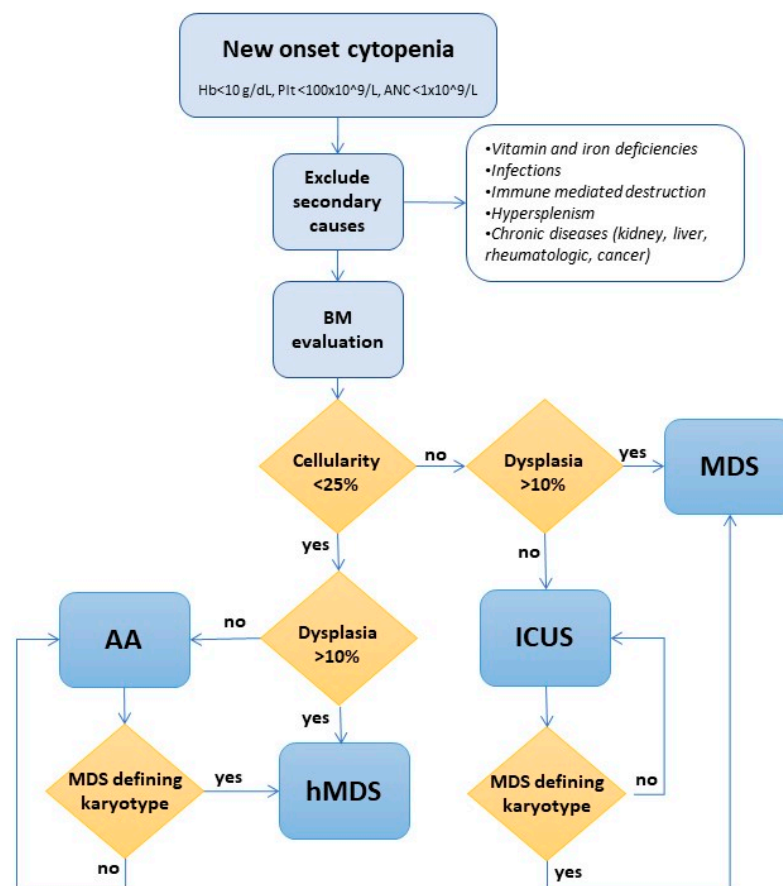 New onset cytopenia
Hb<10 g/dL, Plt <100x10^9/L, ANC <1x10^9/L
Exclude
secondary
causes
•Vitamin and iron deficiencies
•Infections
•Immune mediated destruction
•Hypersplenism
•Chronic diseases (kidney, liver,
rheumatologic, cancer)
BM
evaluation
Cellularity
<25%
no
Dysplasia
>10%
yes
MDS
yes
no
AA
no
Dysplasia
>10%
ICUS
yes
MDS defining
karyotype
yes
hMDS
MDS defining
karyotype
no
no
yes